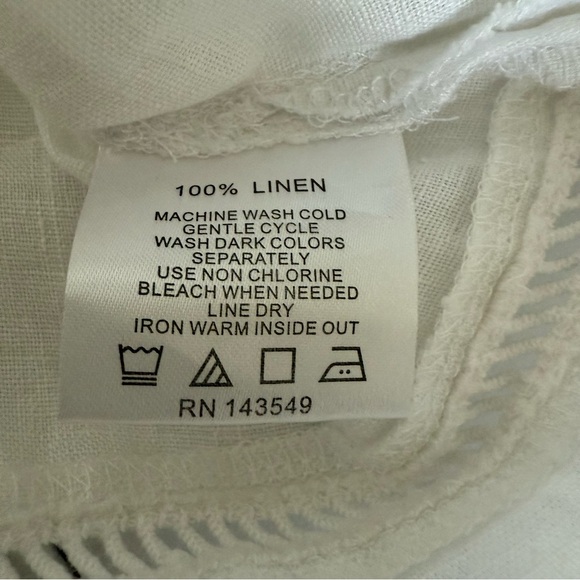 100% LINEN
MACHINE WASH COLD
GENTLE CYCLE
WASH DARK COLORS
SEPARATELY
USE NON CHLORINE
BLEACH WHEN NEEDED
LINE DRY
IRON WARM INSIDE OUT
RN 143549